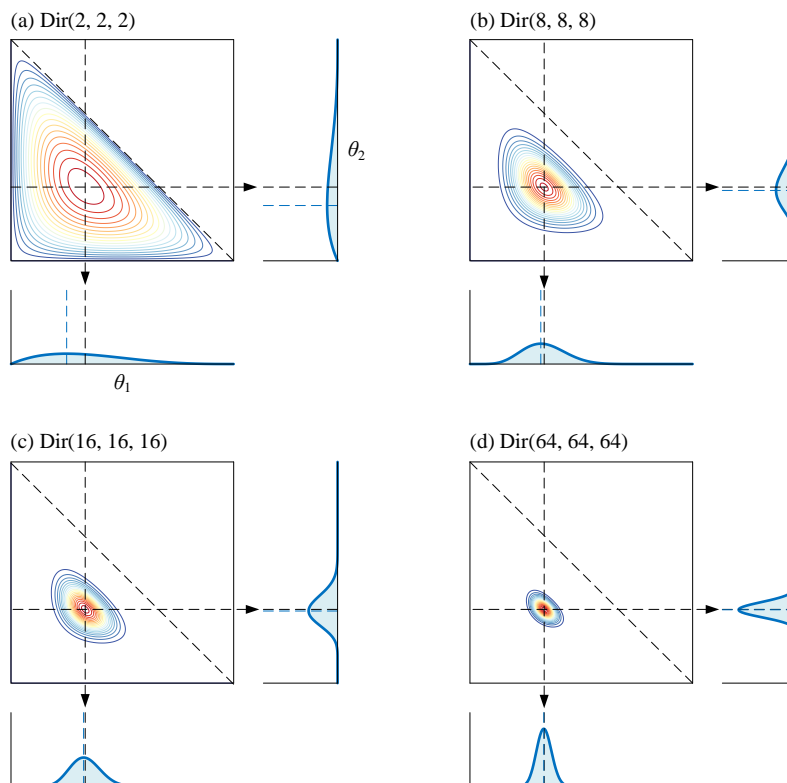 (a) Dir(2, 2, 2)
(b) Dir(8, 8, 8)
θ2
θ1
(c) Dir(16, 16, 16)
(d) Dir(64, 64, 64)